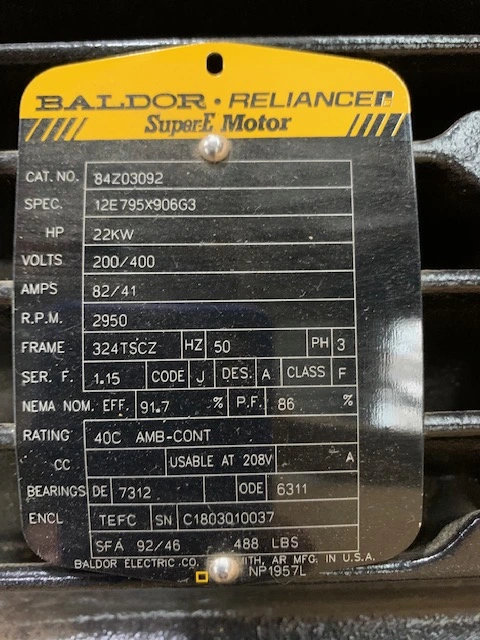 BALDOR · RELIANCE
Super-E Motor
CAT. NO. 84Z03092
SPEC. 12E795X906G3
HP 22KW
VOLTS 200/400
AMPS 82/41
R.P.M. 2950
FRAME 324TSCZ HZ 50 PH 3
SER. F. 1.15 CODE J DES. A CLASS F
NEMA NOM. EFF. 91.7 % P.F. 86 %
RATING 40C AMB-CONT
CC USABLE AT 208V A
BEARINGS DE 7312 ODE 6311
ENCL TEFC SN C1803010037
SFA 92/46 488 LBS
BALDOR ELECTRIC CO. AR MFG. IN U.S.A.
NP1957L